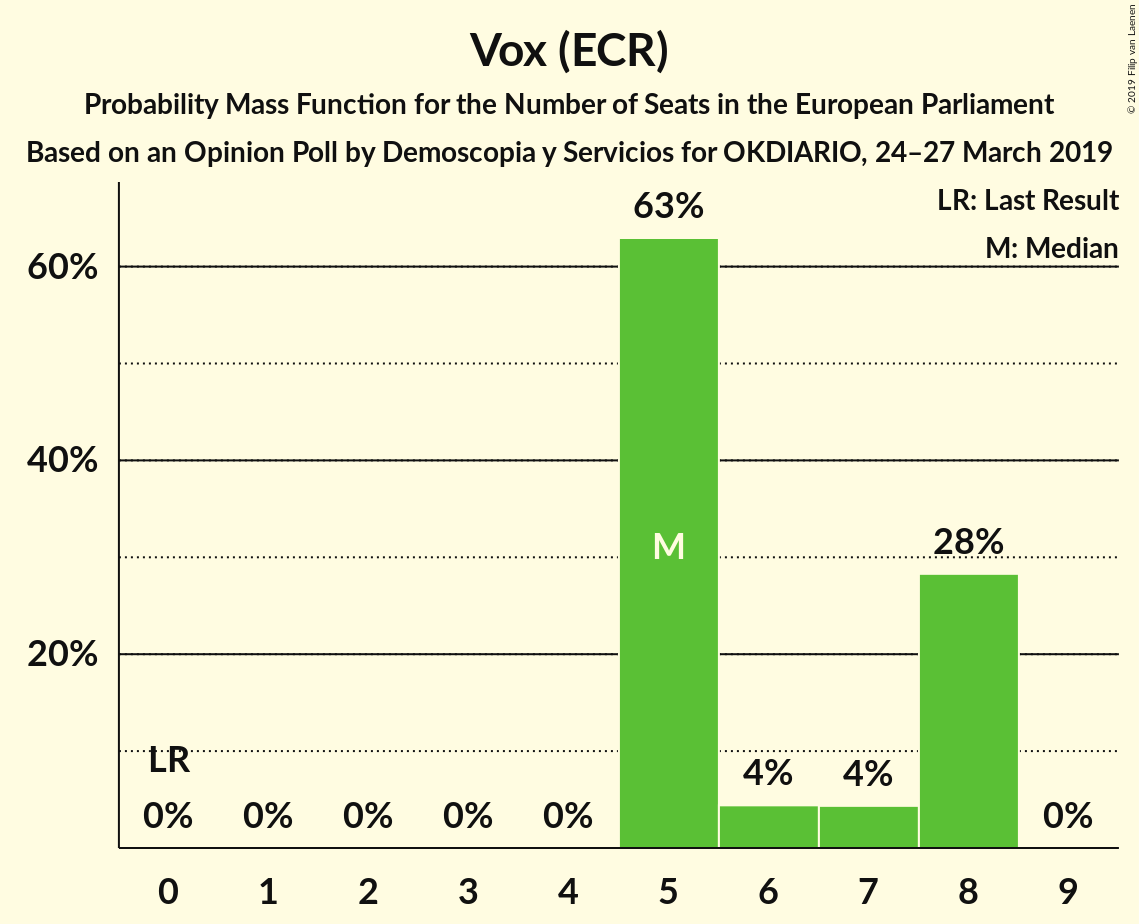 Vox (ECR)
Probability Mass Function for the Number of Seats in the European Parliament
Based on an Opinion Poll by Demoscopia y Servicios for OKDIARIO, 24–27 March 2019
© 2019 Filip van Laenen
LR: Last Result
M: Median
63%
60%
40%
M
28%
20%
LR
4% 4%
0% 0% 0% 0% 0% 0%
0 1 2 3 4 5 6 7 8 9